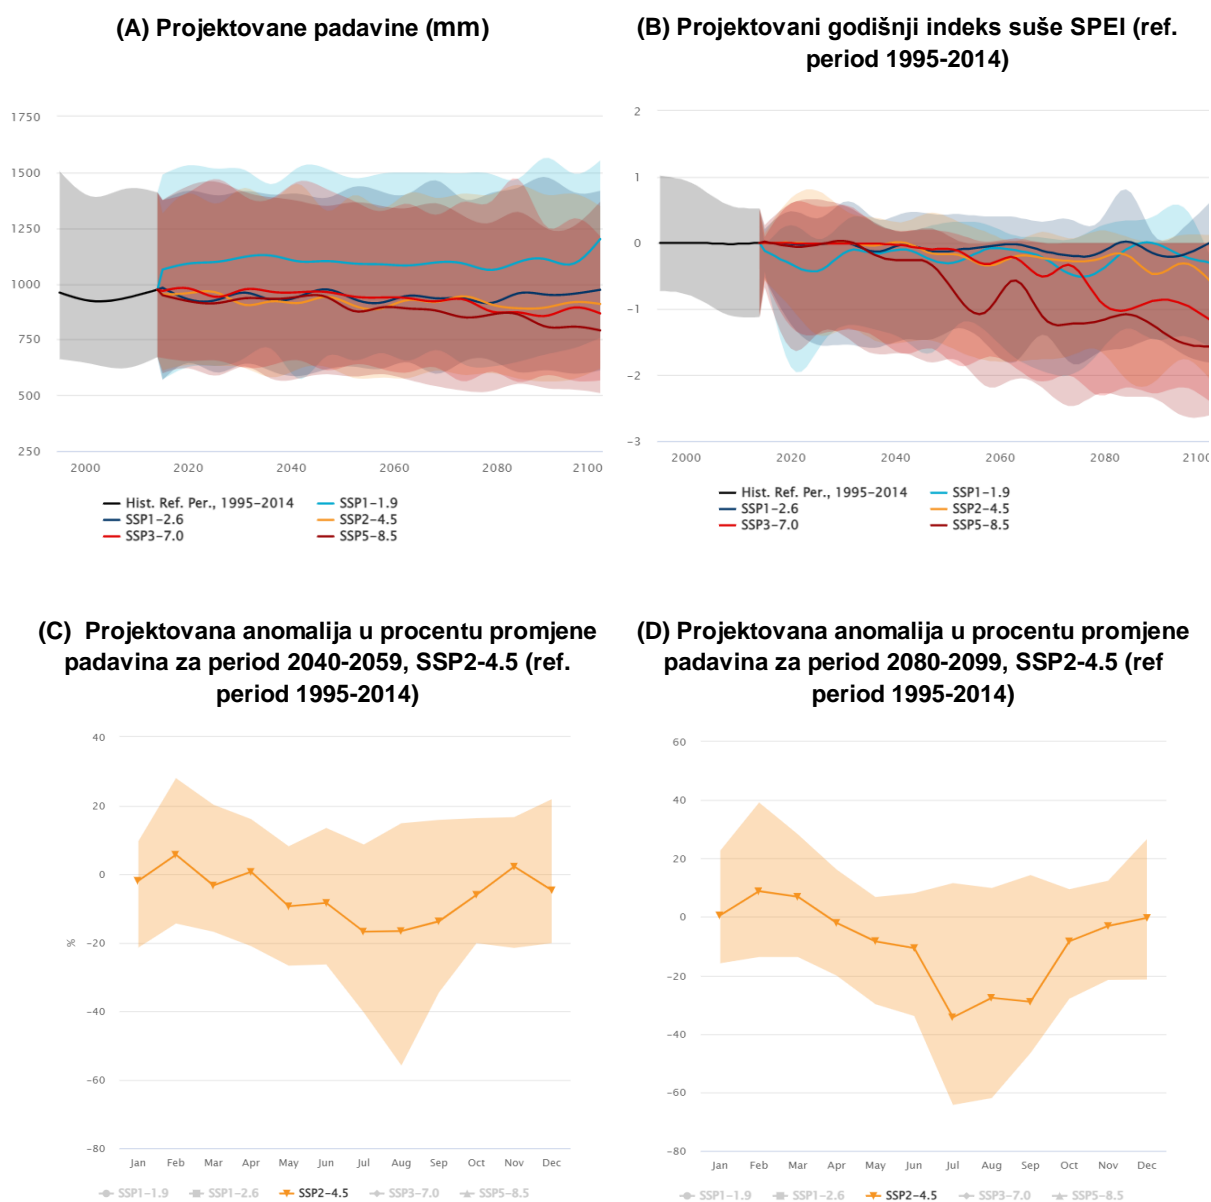 (A) Projektovane padavine (mm)
1750
1500
1250
1000
750
500
250
2000 2020 2040 2060 2080 2100
Hist. Ref. Per., 1995-2014 SSP1-1.9
SSP1-2.6 SSP2-4.5
SSP3-7.0 SSP5-8.5
(B) Projektovani godišnji indeks suše SPEI (ref.
period 1995-2014)
2
1
0
-1
-2
-3
2000 2020 2040 2060 2080 2100
Hist. Ref. Per., 1995-2014 SSP1-1.9
SSP1-2.6 SSP2-4.5
SSP3-7.0 SSP5-8.5
(C) Projektovana anomalija u procentu promjene
padavina za period 2040-2059, SSP2-4.5 (ref.
period 1995-2014)
40
20
0
%
-20
-40
-60
-80
Jan Feb Mar Apr May Jun Jul Aug Sep Oct Nov Dec
SSP1-1.9 SSP1-2.6 SSP2-4.5 SSP3-7.0 SSP5-8.5
(D) Projektovana anomalija u procentu promjene
padavina za period 2080-2099, SSP2-4.5 (ref
period 1995-2014)
60
40
20
0
-20
-40
-60
-80
Jan Feb Mar Apr May Jun Jul Aug Sep Oct Nov Dec
SSP1-1.9 SSP1-2.6 SSP2-4.5 SSP3-7.0 SSP5-8.5